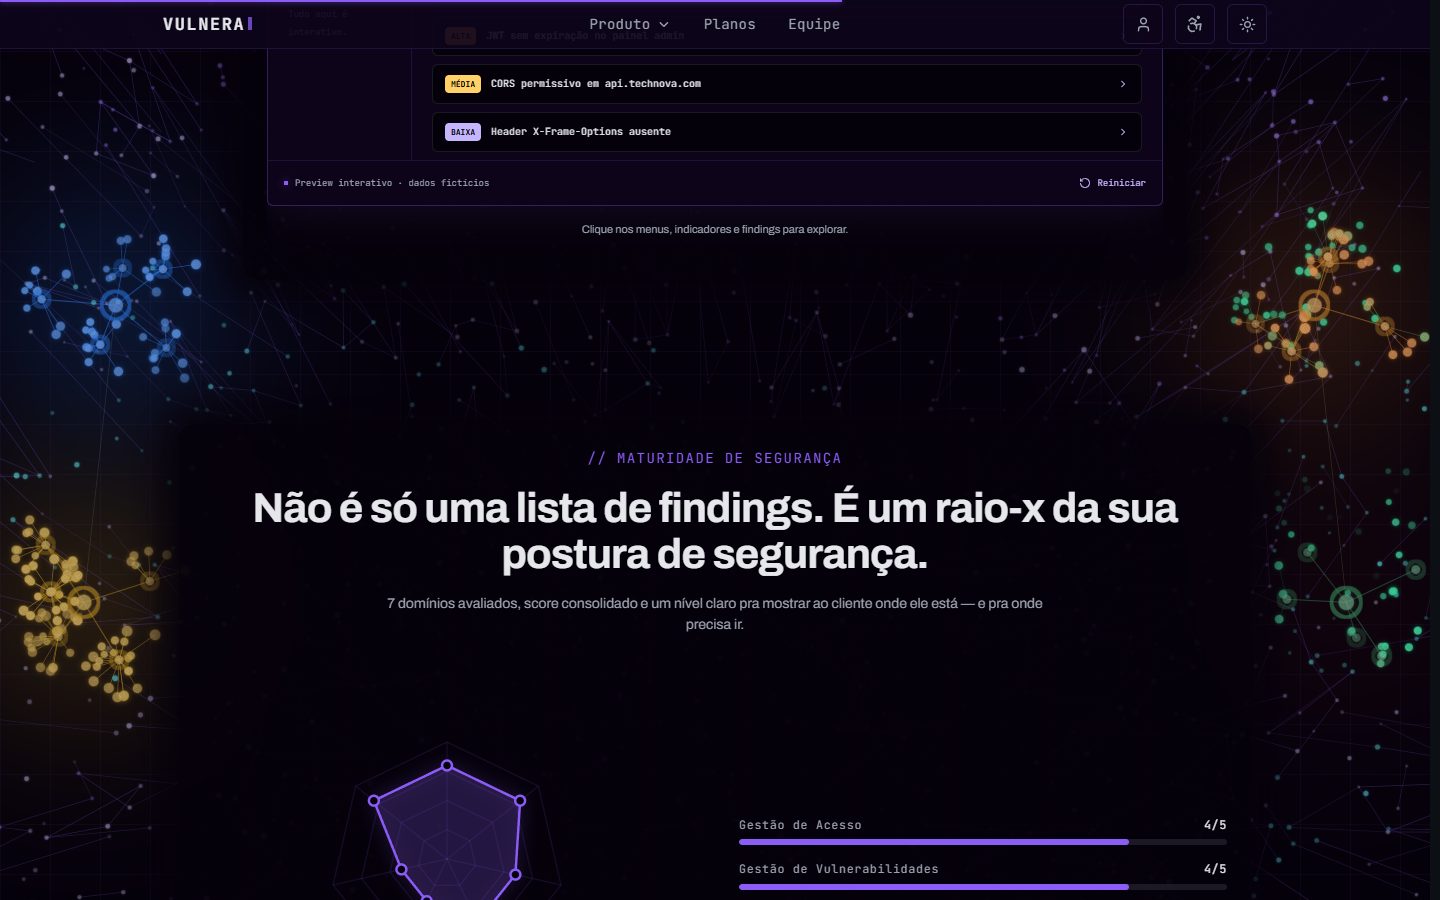 VULNERA
Produto
Planos
Equipe
Tudo aqui é
interativo.
ALTA JWT sem expiração no painel admin
MÉDIA CORS permissivo em api.technova.com
BAIXA Header X-Frame-Options ausente
Preview interativo · dados fictícios
Reiniciar
Clique nos menus, indicadores e findings para explorar.
// MATURIDADE DE SEGURANÇA
Não é só uma lista de findings. É um raio-x da sua
postura de segurança.
7 domínios avaliados, score consolidado e um nível claro pra mostrar ao cliente onde ele está — e pra onde
precisa ir.
Gestão de Acesso 4/5
Gestão de Vulnerabilidades 4/5